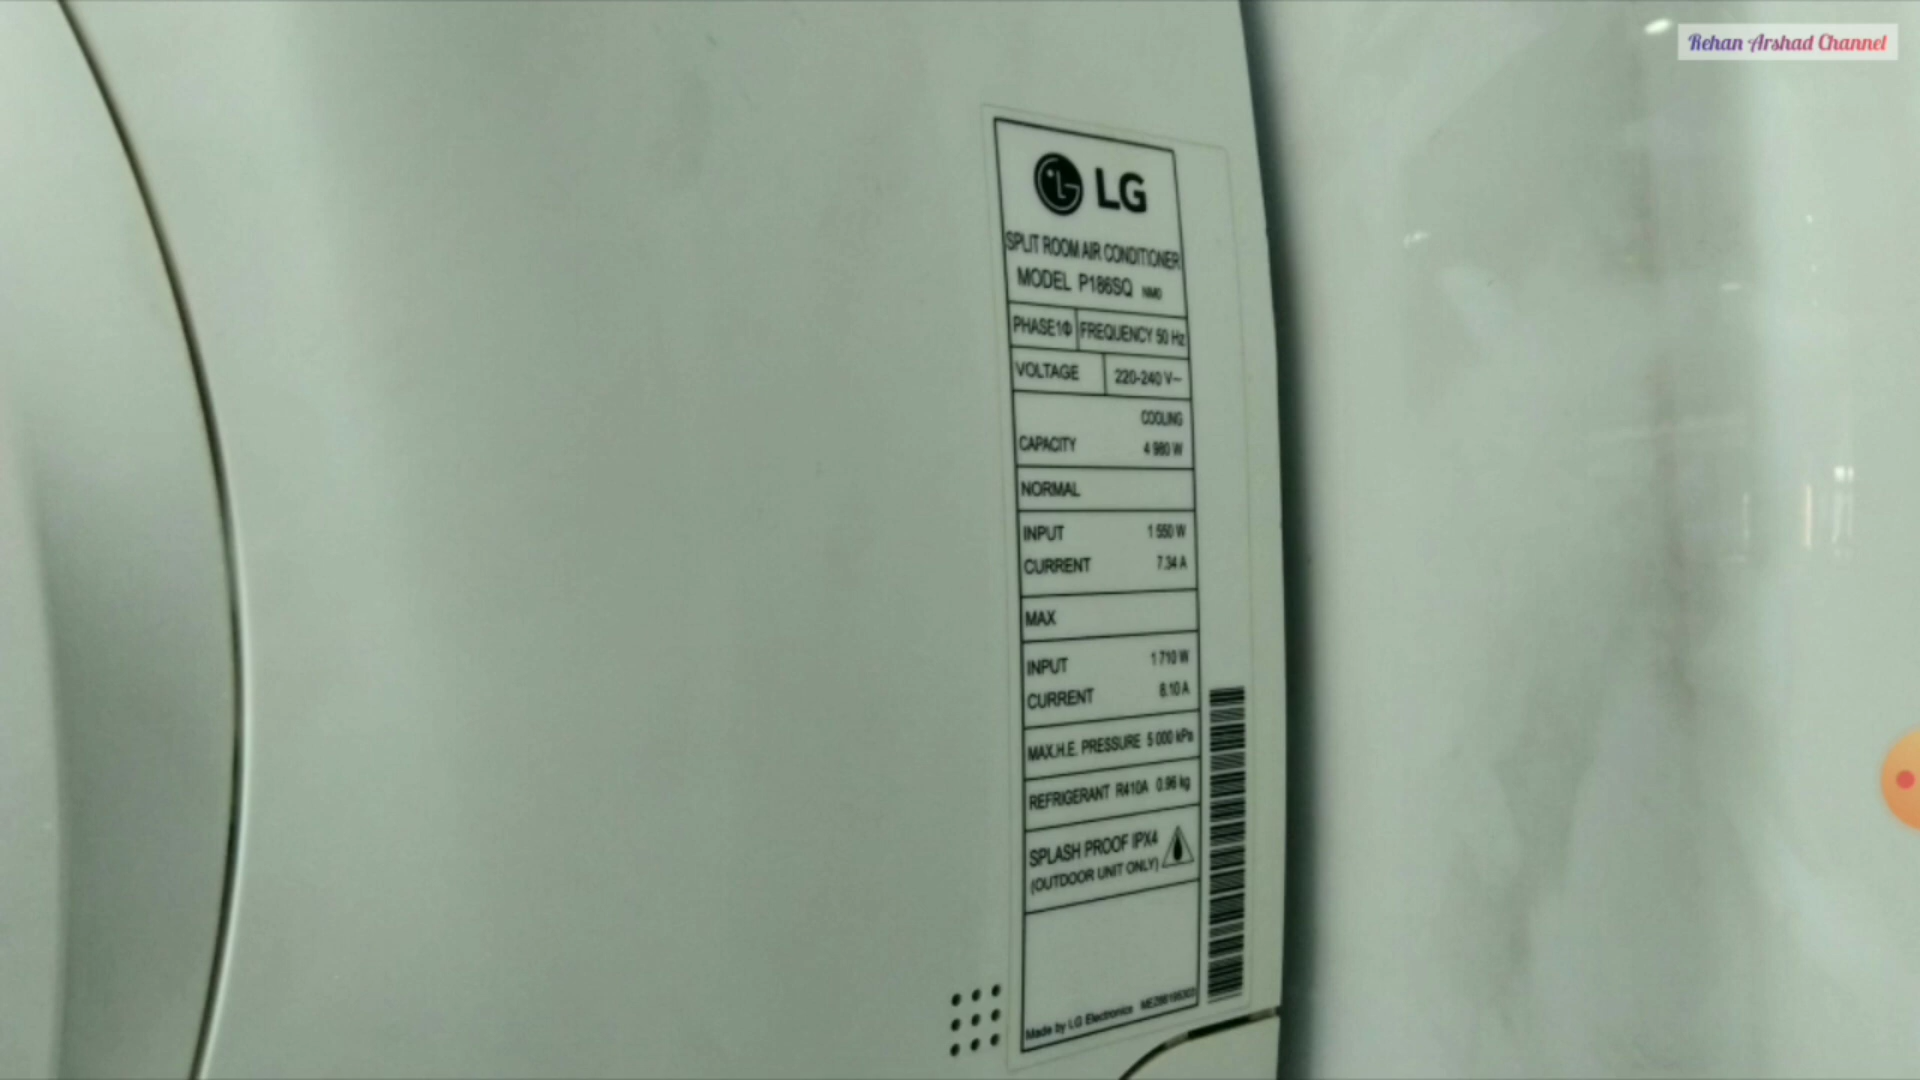 Rehan Arshad Channel
LG
SPLIT ROOM AIR CONDITIONER
MODEL P186SQ
PHASE1Φ FREQUENCY 50 Hz
VOLTAGE 220-240 V~
COOLING
CAPACITY 4 980 W
NORMAL
INPUT 1 550 W
CURRENT 7.34 A
MAX
INPUT 1 710 W
CURRENT 8.10 A
MAX.H.E. PRESSURE 5 000 kPa
REFRIGERANT R410A 0.96 kg
SPLASH PROOF IPX4
(OUTDOOR UNIT ONLY)
Made by LG Electronics